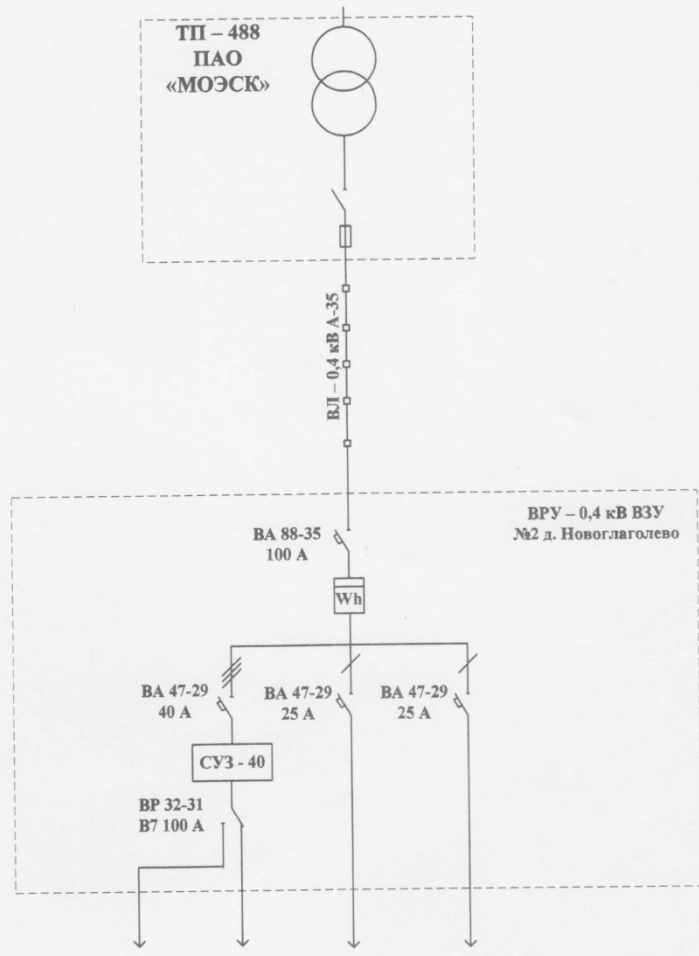 ТП – 488
ПАО
«МОЭСК»
ВЛ – 0,4 кВ А-35
ВРУ – 0,4 кВ ВЗУ
№2 д. Новоглаголево
ВА 88-35
100 А
Wh
ВА 47-29
40 А
ВА 47-29
25 А
ВА 47-29
25 А
СУЗ - 40
ВР 32-31
В7 100 А